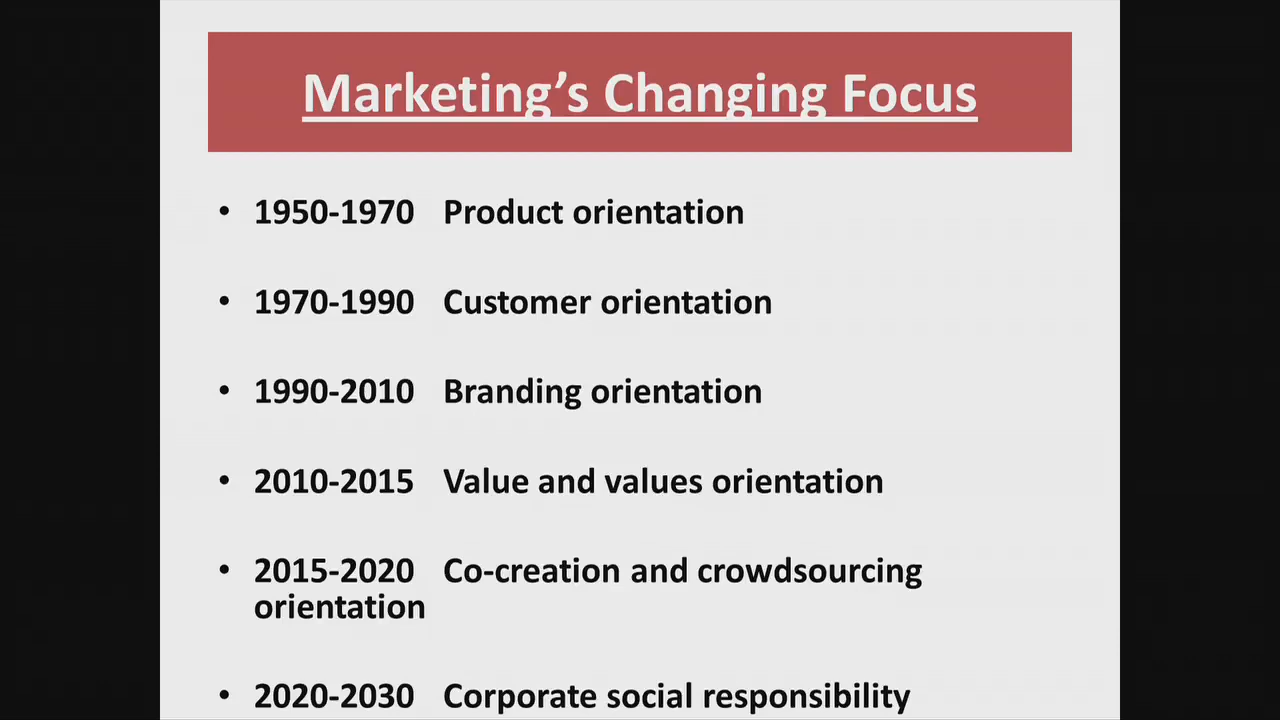 Marketing’s Changing Focus
• 1950-1970 Product orientation
• 1970-1990 Customer orientation
• 1990-2010 Branding orientation
• 2010-2015 Value and values orientation
• 2015-2020 Co-creation and crowdsourcing
orientation
• 2020-2030 Corporate social responsibility